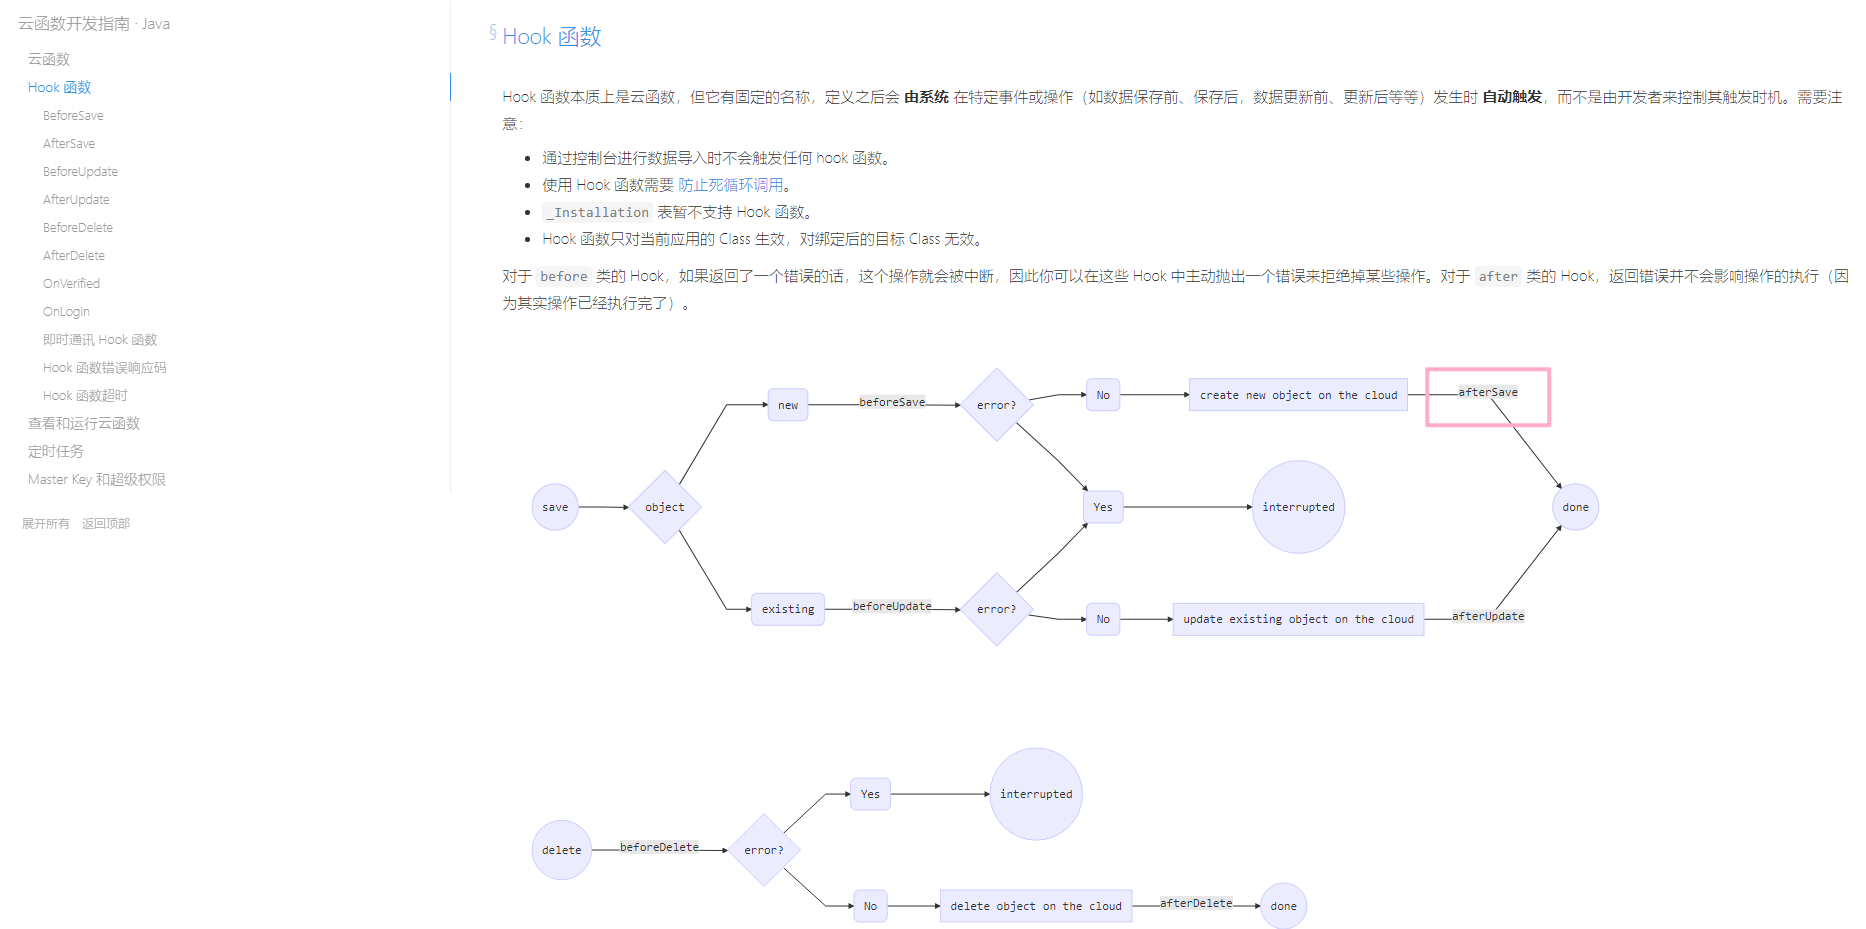 云函数开发指南 · Java
云函数
Hook 函数
BeforeSave
AfterSave
BeforeUpdate
AfterUpdate
BeforeDelete
AfterDelete
OnVerified
OnLogin
即时通讯 Hook 函数
Hook 函数错误响应码
Hook 函数超时
查看和运行云函数
定时任务
Master Key 和超级权限
展开所有 返回顶部
§ Hook 函数
Hook 函数本质上是云函数，但它有固定的名称，定义之后会 由系统 在特定事件或操作（如数据保存前、保存后，数据更新前、更新后等等）发生时 自动触发，而不是由开发者来控制其触发时机。需要注
意：
• 通过控制台进行数据导入时不会触发任何 hook 函数。
• 使用 Hook 函数需要 防止死循环调用。
• _Installation 表暂不支持 Hook 函数。
• Hook 函数只对当前应用的 Class 生效，对绑定后的目标 Class 无效。
对于 before 类的 Hook，如果返回了一个错误的话，这个操作就会被中断，因此你可以在这些 Hook 中主动抛出一个错误来拒绝掉某些操作。对于 after 类的 Hook，返回错误并不会影响操作的执行（因
为其实操作已经执行完了）。
new
beforeSave
error?
No
create new object on the cloud
afterSave
save
object
Yes
interrupted
done
existing
beforeUpdate
error?
No
update existing object on the cloud
afterUpdate
Yes
interrupted
delete
beforeDelete
error?
No
delete object on the cloud
afterDelete
done